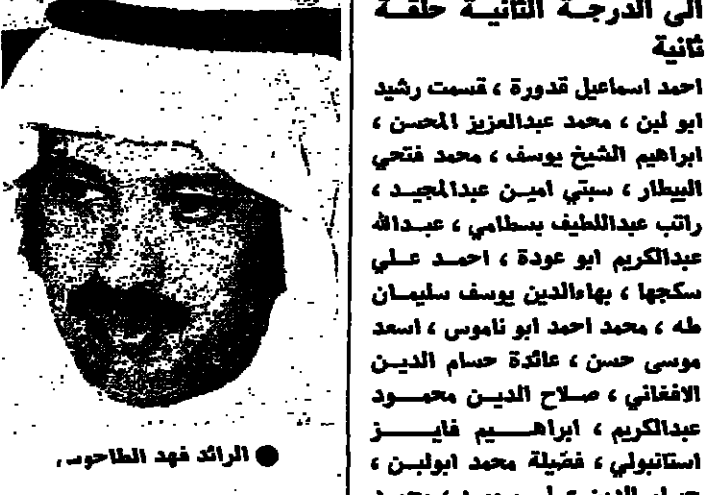 الى الدرجة الثانية حلقة
ثانية
احمد اسماعيل قدورة ، قسمت رشيد
ابو لبن ، محمد عبدالعزيز المحسن ،
ابراهيم الشيخ يوسف ، محمد فتحي
البيطار ، سبتي امين عبدالمجيد ،
راتب عبداللطيف بسطامي ، عبدالله
عبدالكريم ابو عودة ، احمد علي
سكجها ، بهاءالدين يوسف سليمان
طه ، محمد احمد ابو ناموس ، اسعد
موسى حسن ، عائدة حسام الدين
الافغاني ، صلاح الدين محمود
عبدالكريم ، ابراهيم فايز
استانبولي ، فضيلة محمد ابولبن ،
● الرائد فهد الطاحوس